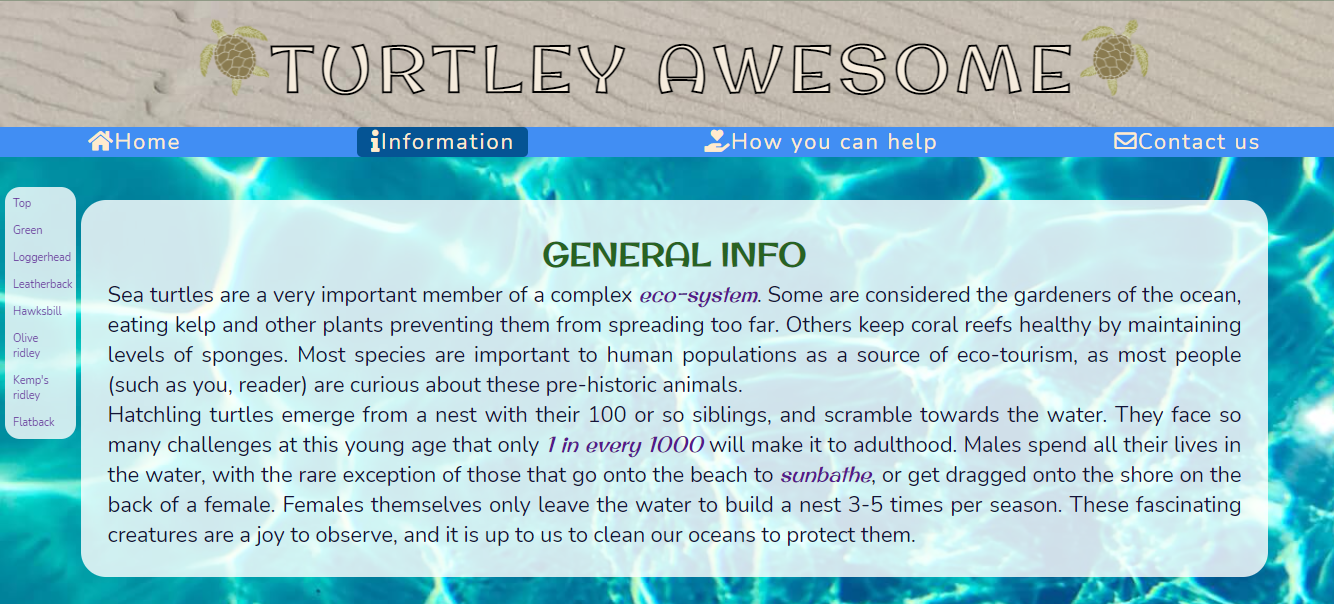 TURTLEY AWESOME
Home
Information
How you can help
Contact us
Top
Green
Loggerhead
Leatherback
Hawksbill
Olive
ridley
Kemp's
ridley
Flatback
GENERAL INFO
Sea turtles are a very important member of a complex eco-system. Some are considered the gardeners of the ocean,
eating kelp and other plants preventing them from spreading too far. Others keep coral reefs healthy by maintaining
levels of sponges. Most species are important to human populations as a source of eco-tourism, as most people
(such as you, reader) are curious about these pre-historic animals.
Hatchling turtles emerge from a nest with their 100 or so siblings, and scramble towards the water. They face so
many challenges at this young age that only 1 in every 1000 will make it to adulthood. Males spend all their lives in
the water, with the rare exception of those that go onto the beach to sunbathe, or get dragged onto the shore on the
back of a female. Females themselves only leave the water to build a nest 3-5 times per season. These fascinating
creatures are a joy to observe, and it is up to us to clean our oceans to protect them.